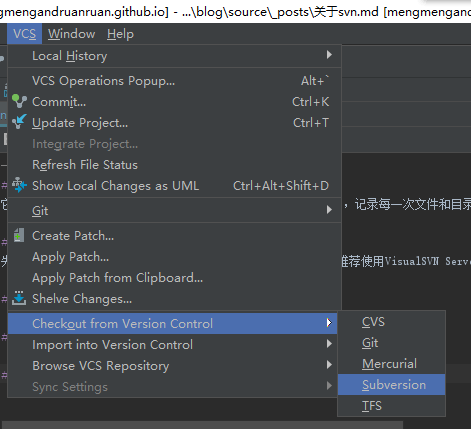 gmengandruanruan.github.io] - ...\blog\source\_posts\关于svn.md [mengmengand
VCS Window Help
Local History
VCS Operations Popup... Alt+`
Commit... Ctrl+K
Update Project... Ctrl+T
Integrate Project...
Refresh File Status
Show Local Changes as UML Ctrl+Alt+Shift+D
，记录每一次文件和目录
Git
Create Patch...
Apply Patch...
推荐使用VisualSVN Serve
Apply Patch from Clipboard...
Shelve Changes...
Checkout from Version Control
CVS
Import into Version Control
Git
Browse VCS Repository
Mercurial
Sync Settings
Subversion
TFS